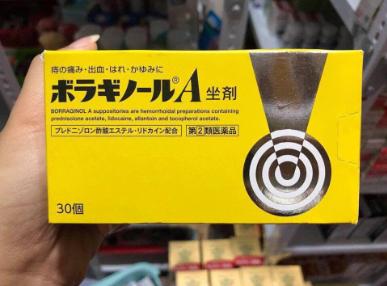 痔の痛み・出血・はれ・かゆみに
ボラギノール®A坐剤
BORRAGINOL A suppositories are hemorrhoidal preparations containing
prednisolone acetate, lidocaine, allantoin and tocopherol acetate.
プレドニゾロン酢酸エステル・リドカイン配合 指定第②類医薬品
30個